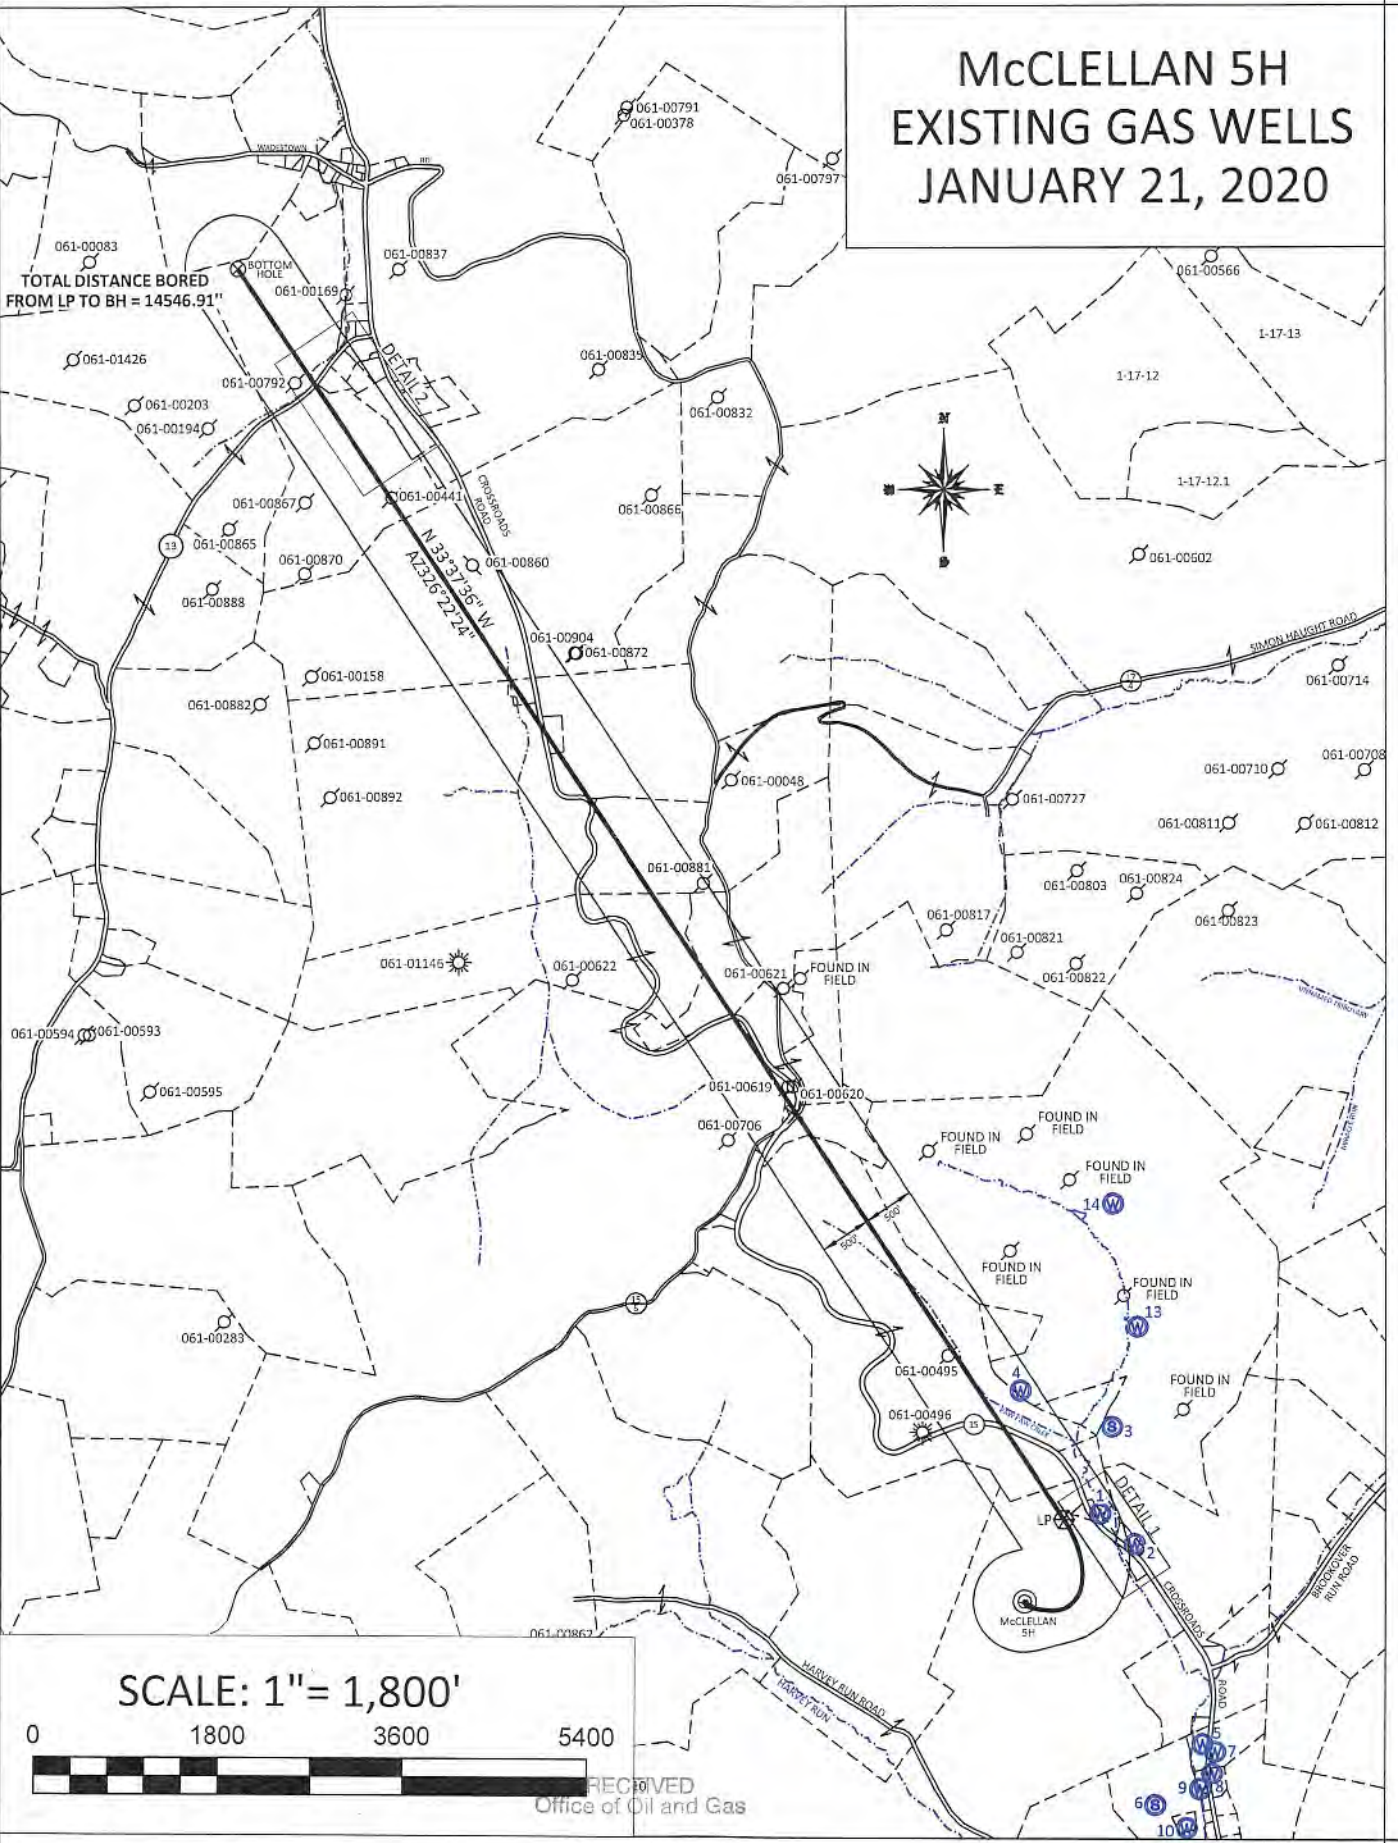 McCLELLAN 5H
EXISTING GAS WELLS
JANUARY 21, 2020
061-00791
061-00378
WADESTOWN
061-00797
061-00083
061-00837
061-00566
BOTTOM
HOLE
TOTAL DISTANCE BORED
FROM LP TO BH = 14546.91"
061-00169
1-17-13
DETAIL 2
061-01426
061-00835
061-00792
1-17-12
061-00203
061-00832
061-00194
1-17-12.1
061-00441
061-00867
CROSSROADS
ROAD
061-00866
13
061-00865
N 33°37'36" W
AZ326°22'24"
061-00870
061-00860
061-00602
061-00888
061-00904
061-00872
SIMON HAUGHT ROAD
061-00158
17
4
061-00714
061-00882
061-00891
061-00708
061-00710
061-00048
061-00892
061-00727
061-00811
061-00812
061-00881
061-00803
061-00824
061-00817
061-00823
061-00821
061-01146
061-00622
061-00621
FOUND IN
FIELD
061-00822
UNNAMED TRIBUTARY
061-00594
061-00593
061-00619
061-00620
061-00595
061-00706
FOUND IN
FIELD
FOUND IN
FIELD
FOUND IN
FIELD
14 W
500'
500'
FOUND IN
FIELD
FOUND IN
FIELD
15
5
13
W
061-00283
061-00495
4
W
FOUND IN
FIELD
061-00496
15
S 3
1
W
DETAIL 1
LP
2
BROOKOVER
RUN ROAD
CROSSROADS
ROAD
McCLELLAN
5H
061-00862
HARVEY RUN ROAD
HARVEY RUN
SCALE: 1"= 1,800'
0 1800 3600 5400
RECEIVED
Office of Oil and Gas
5
W
W 7
W 8
9 W
6 S
10 W